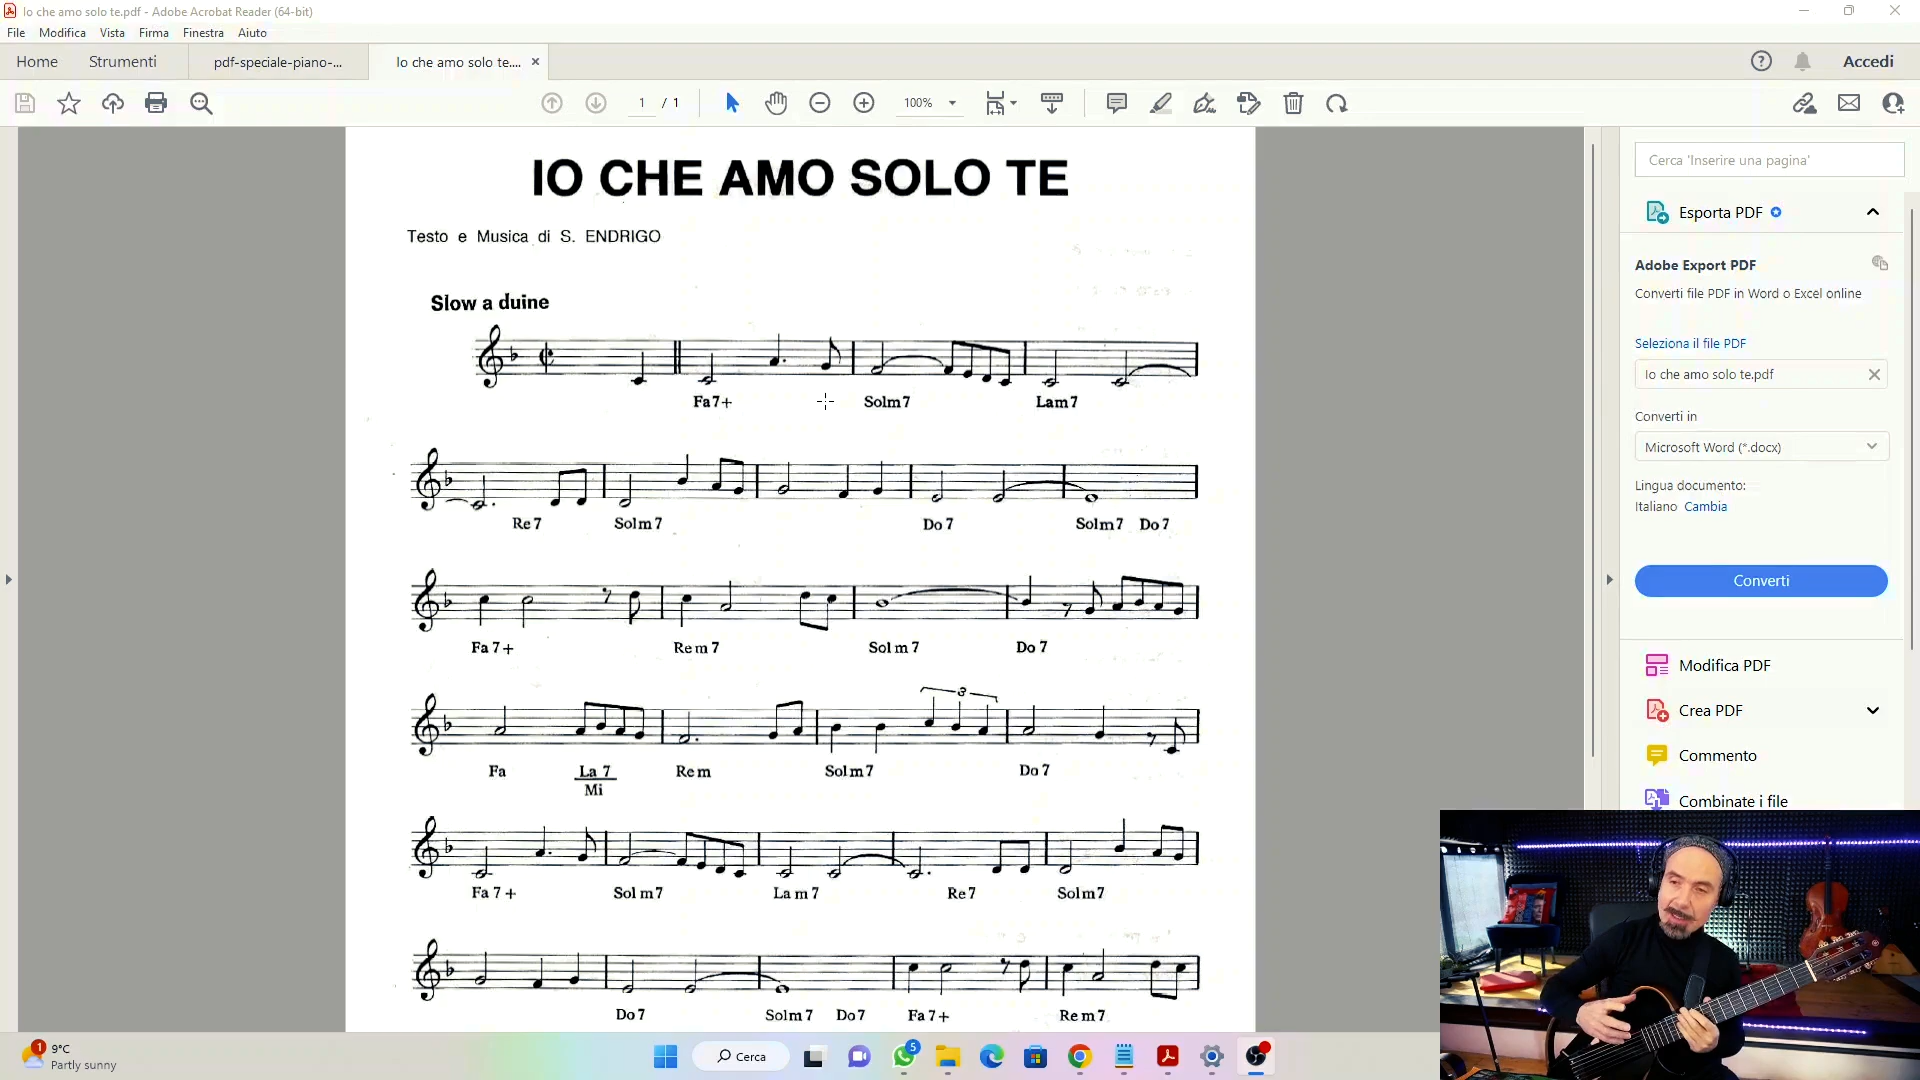 Io che amo solo te.pdf - Adobe Acrobat Reader (64-bit)
File Modifica Vista Firma Finestra Aiuto
Home Strumenti pdf-speciale-piano-... Io che amo solo te.... Accedi
1 / 1 100%
IO CHE AMO SOLO TE
Testo e Musica di S. ENDRIGO
Slow a duine
Fa7+ Solm7 Lam7
Re7 Solm7 Do7 Solm7 Do7
Fa7+ Rem7 Solm7 Do7
3
Fa La 7 Rem Solm7 Do7
Mi
Fa7+ Solm7 Lam7 Re7 Solm7
Do7 Solm7 Do7 Fa7+ Rem7
Cerca 'Inserire una pagina'
Esporta PDF
Adobe Export PDF
Converti file PDF in Word o Excel online
Seleziona il file PDF
Io che amo solo te.pdf
Converti in
Microsoft Word (*.docx)
Lingua documento:
Italiano Cambia
Converti
Modifica PDF
Crea PDF
Commento
Combinate i file
1 9°C
Partly sunny
Cerca
5